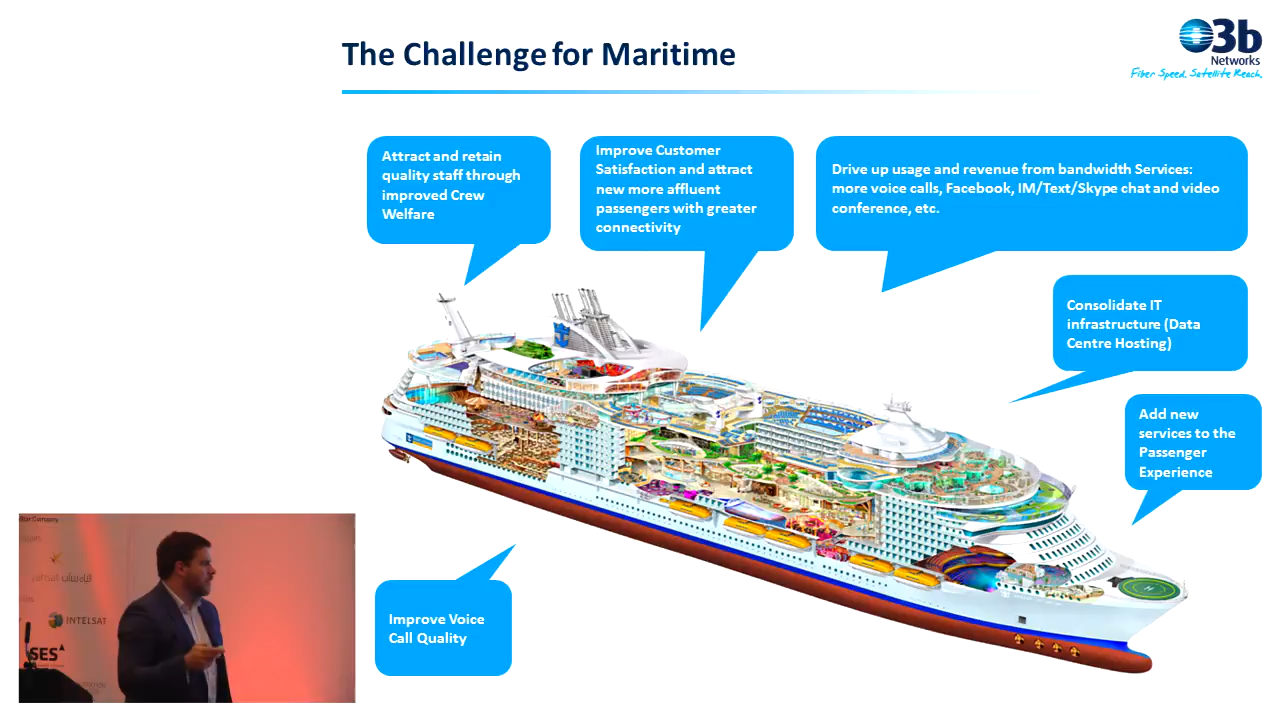 The Challenge for Maritime
O3b
Networks
Fiber Speed. Satellite Reach.
Attract and retain
quality staff through
improved Crew
Welfare
Improve Customer
Satisfaction and attract
new more affluent
passengers with greater
connectivity
Drive up usage and revenue from bandwidth Services:
more voice calls, Facebook, IM/Text/Skype chat and video
conference, etc.
Consolidate IT
infrastructure (Data
Centre Hosting)
Add new
services to the
Passenger
Experience
Improve Voice
Call Quality
H
Company
INTELSAT
SES